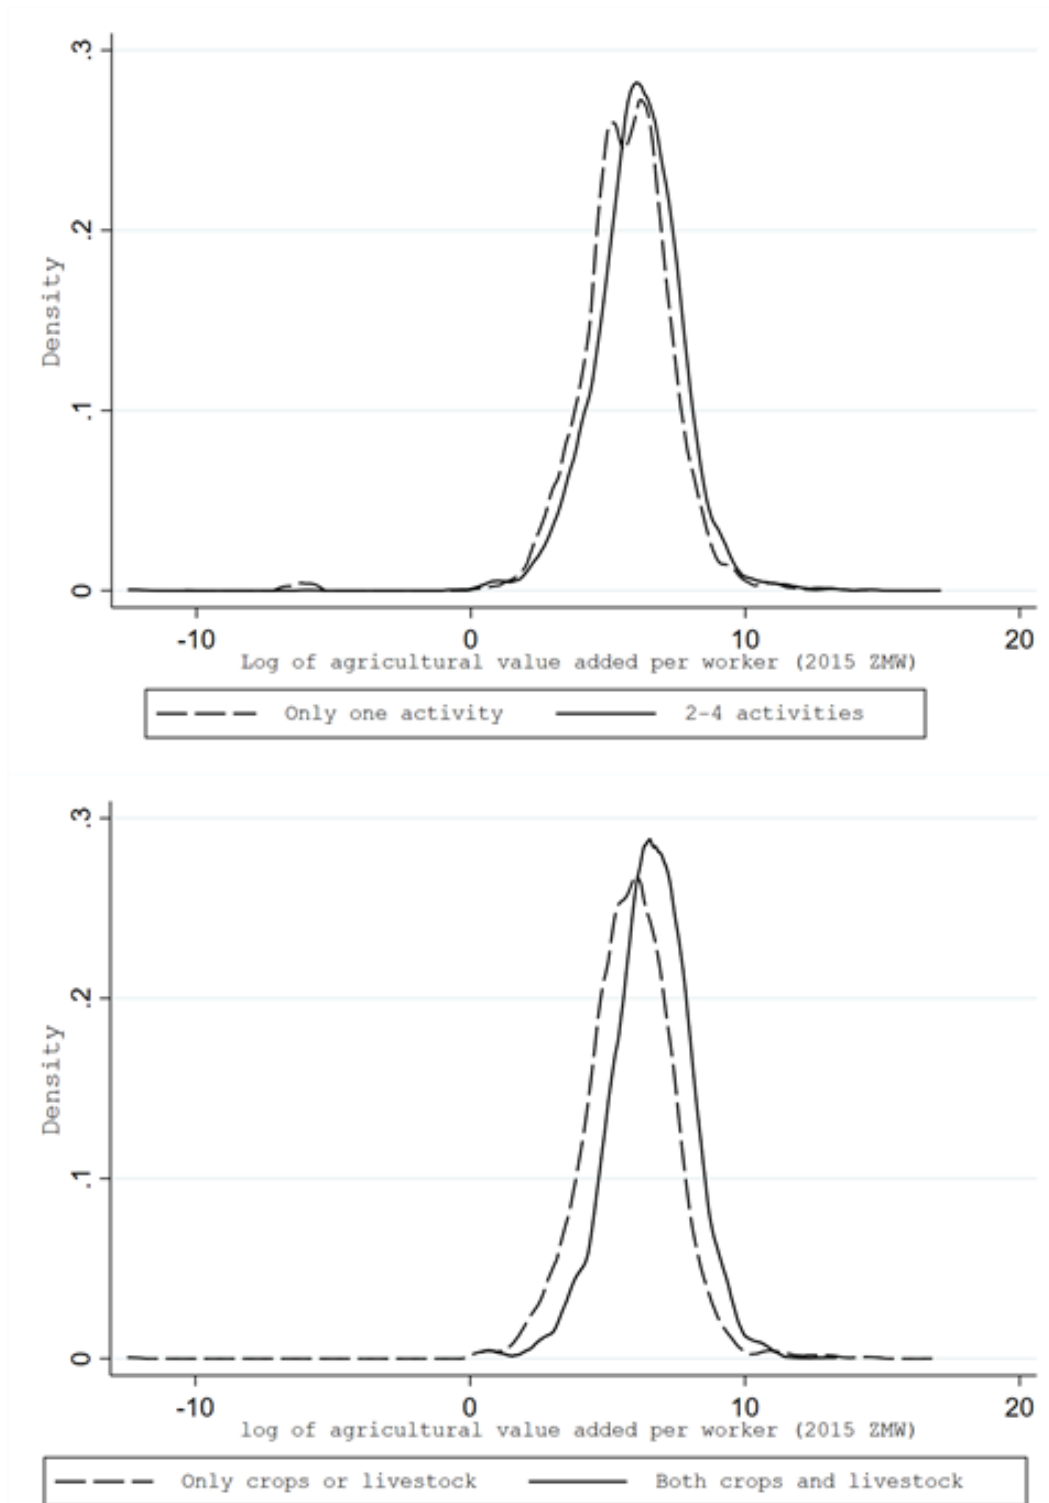 .3
.2
.1
0
Density
-10 0 10 20
Log of agricultural value added per worker (2015 ZMW)
Only one activity 2-4 activities
.3
.2
.1
0
Density
-10 0 10 20
log of agricultural value added per worker (2015 ZMW)
Only crops or livestock Both crops and livestock